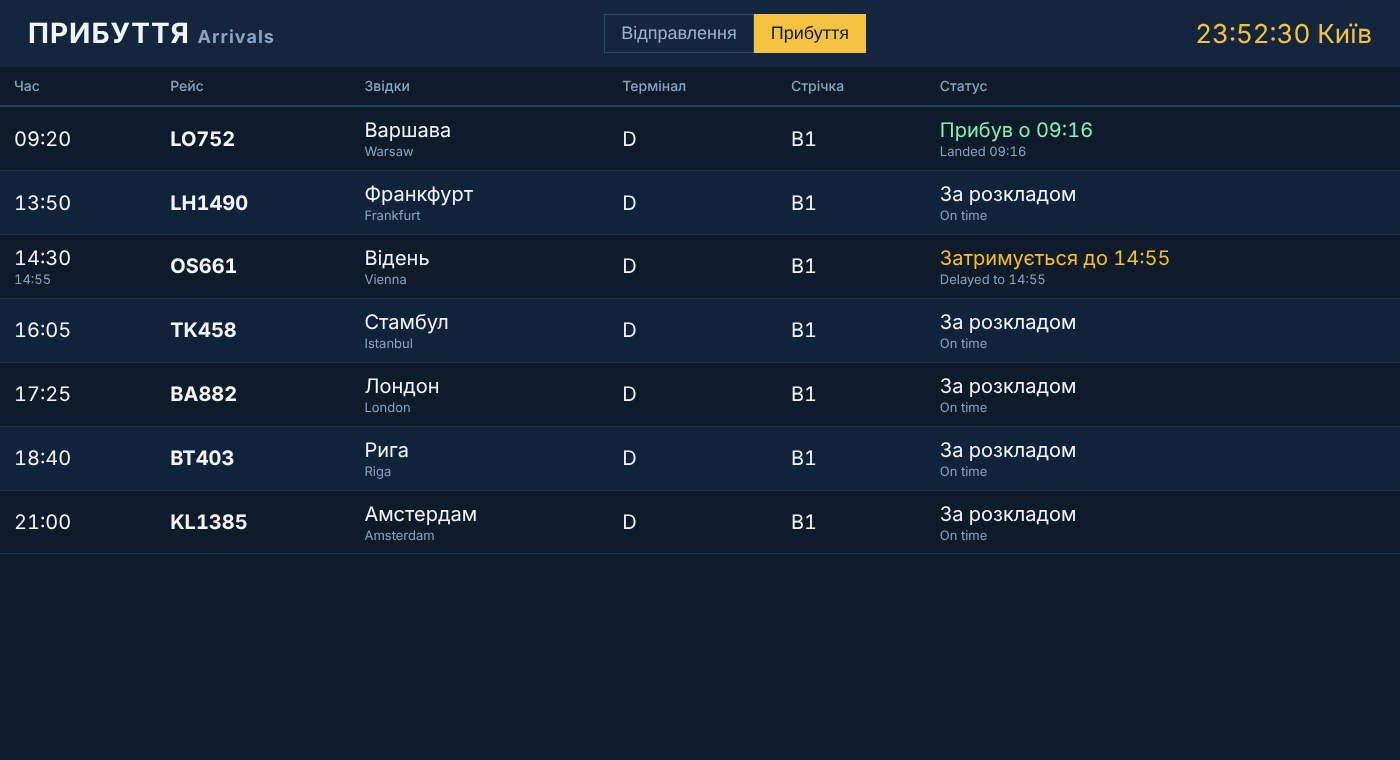 ПРИБУТТЯ Arrivals
Відправлення Прибуття
23:52:30 Київ
Час Рейс Звідки Термінал Стрічка Статус
09:20 LO752 Варшава D B1 Прибув о 09:16
Warsaw Landed 09:16
13:50 LH1490 Франкфурт D B1 За розкладом
Frankfurt On time
14:30 OS661 Відень D B1 Затримується до 14:55
14:55 Vienna Delayed to 14:55
16:05 TK458 Стамбул D B1 За розкладом
Istanbul On time
17:25 BA882 Лондон D B1 За розкладом
London On time
18:40 BT403 Рига D B1 За розкладом
Riga On time
21:00 KL1385 Амстердам D B1 За розкладом
Amsterdam On time